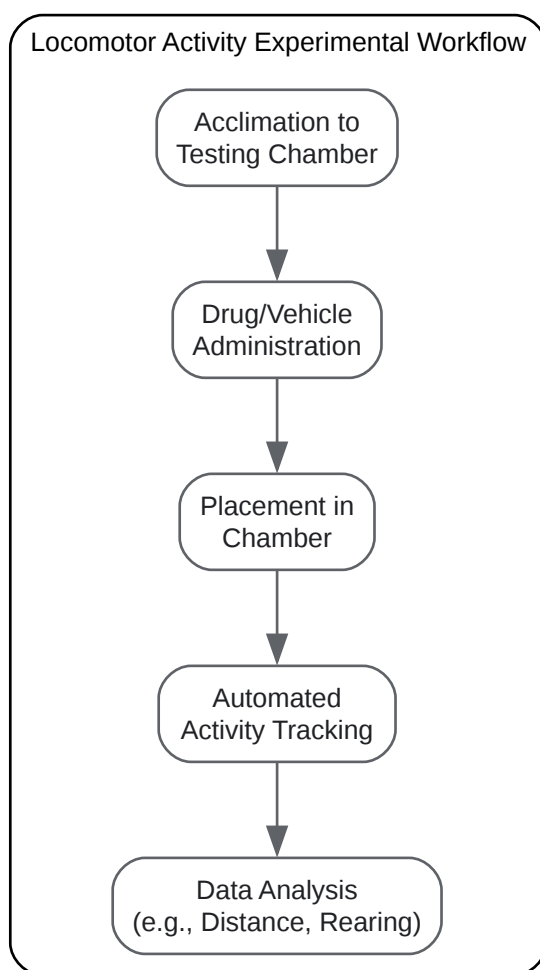 Locomotor Activity Experimental Workflow
Acclimation to
Testing Chamber
Drug/Vehicle
Administration
Placement in
Chamber
Automated
Activity Tracking
Data Analysis
(e.g., Distance, Rearing)